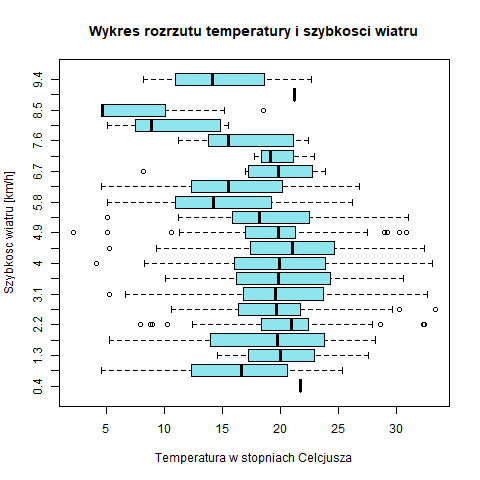 Wykres rozrzutu temperatury i szybkosci wiatru
Szybkosc wiatru [km/h]
9.4
8.5
7.6
6.7
5.8
4.9
4
3.1
2.2
1.3
0.4
5 10 15 20 25 30
Temperatura w stopniach Celcjusza